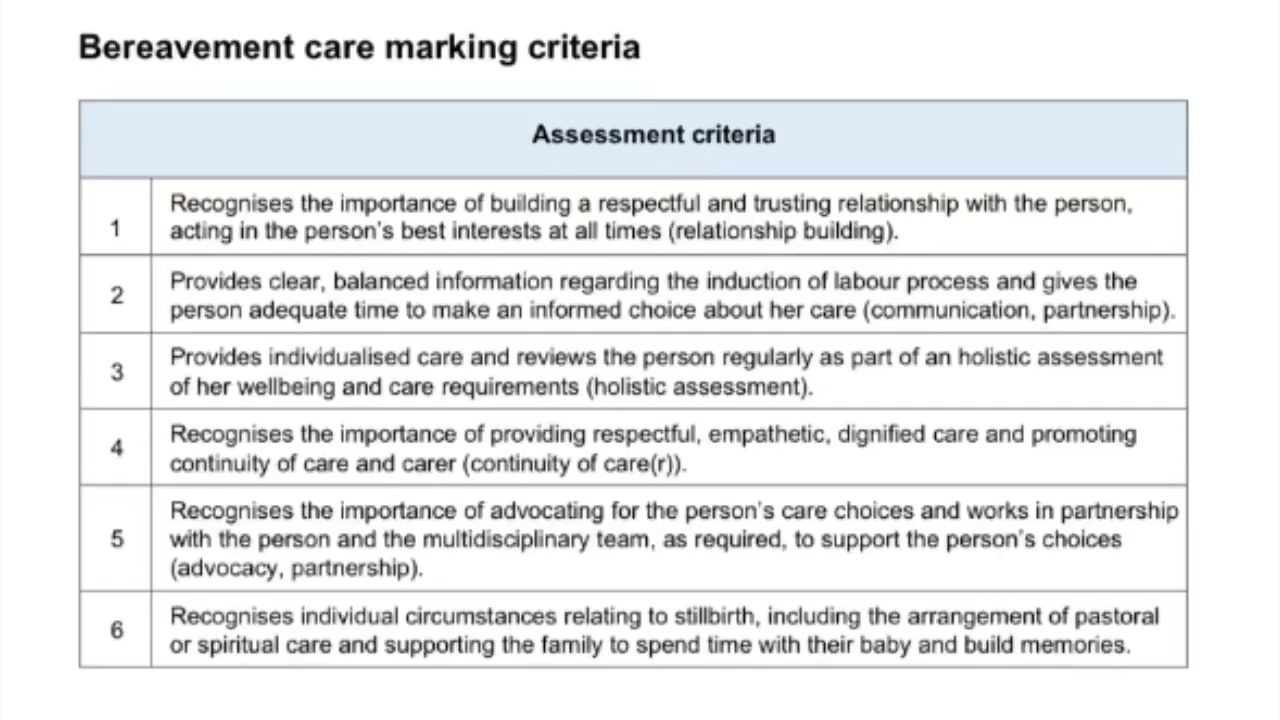 Bereavement care marking criteria
Assessment criteria
1
Recognises the importance of building a respectful and trusting relationship with the person,
acting in the person's best interests at all times (relationship building).
2
Provides clear, balanced information regarding the induction of labour process and gives the
person adequate time to make an informed choice about her care (communication, partnership).
3
Provides individualised care and reviews the person regularly as part of an holistic assessment
of her wellbeing and care requirements (holistic assessment).
4
Recognises the importance of providing respectful, empathetic, dignified care and promoting
continuity of care and carer (continuity of care(r)).
5
Recognises the importance of advocating for the person's care choices and works in partnership
with the person and the multidisciplinary team, as required, to support the person's choices
(advocacy, partnership).
6
Recognises individual circumstances relating to stillbirth, including the arrangement of pastoral
or spiritual care and supporting the family to spend time with their baby and build memories.